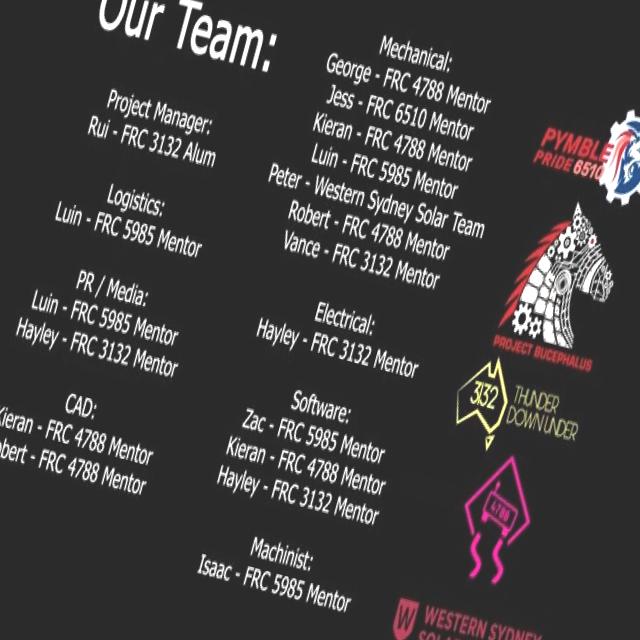 Our Team:
Project Manager:
Rui - FRC 3132 Alum
Logistics:
Luin - FRC 5985 Mentor
PR / Media:
Luin - FRC 5985 Mentor
Hayley - FRC 3132 Mentor
CAD:
Kieran - FRC 4788 Mentor
obert - FRC 4788 Mentor
Mechanical:
George - FRC 4788 Mentor
Jess - FRC 6510 Mentor
Kieran - FRC 4788 Mentor
Luin - FRC 5985 Mentor
Peter - Western Sydney Solar Team
Robert - FRC 4788 Mentor
Vance - FRC 3132 Mentor
Electrical:
Hayley - FRC 3132 Mentor
Software:
Zac - FRC 5985 Mentor
Kieran - FRC 4788 Mentor
Hayley - FRC 3132 Mentor
Machinist:
Isaac - FRC 5985 Mentor
PYMBLE
PRIDE 6510
PROJECT BUCEPHALUS
3132
THUNDER
DOWN UNDER
4788
W WESTERN SYDNEY